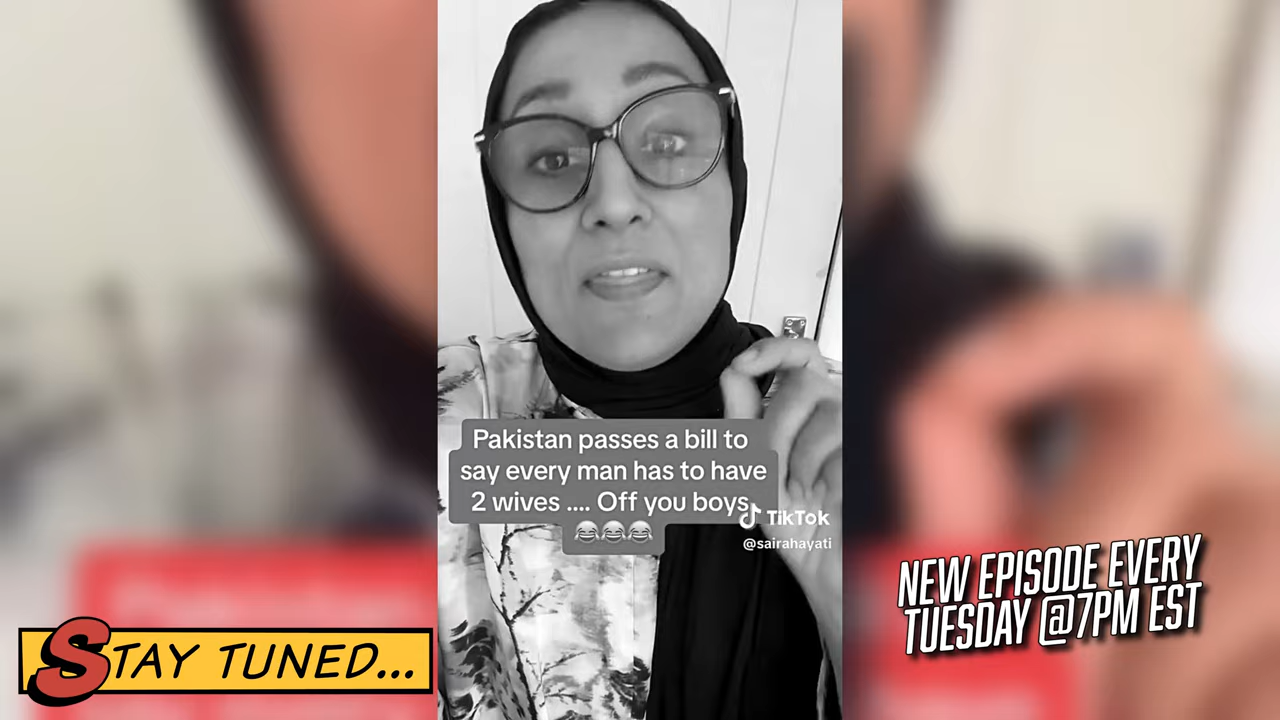 Pakistan passes a bill to
say every man has to have
2 wives .... Off you boys
😂😂😂
TikTok
@sairahayati
STAY TUNED...
NEW EPISODE EVERY
TUESDAY @7PM EST